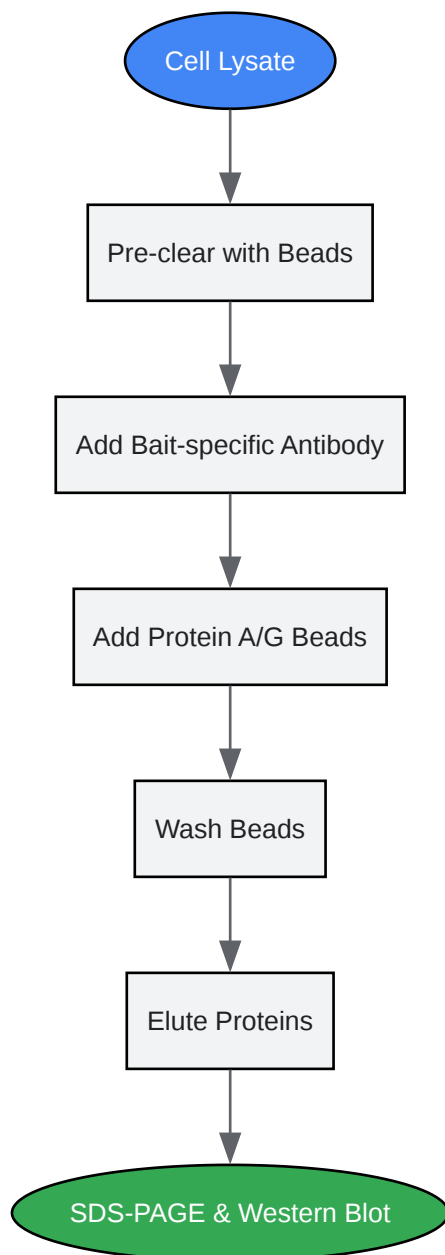 Cell Lysate
Pre-clear with Beads
Add Bait-specific Antibody
Add Protein A/G Beads
Wash Beads
Elute Proteins
SDS-PAGE & Western Blot